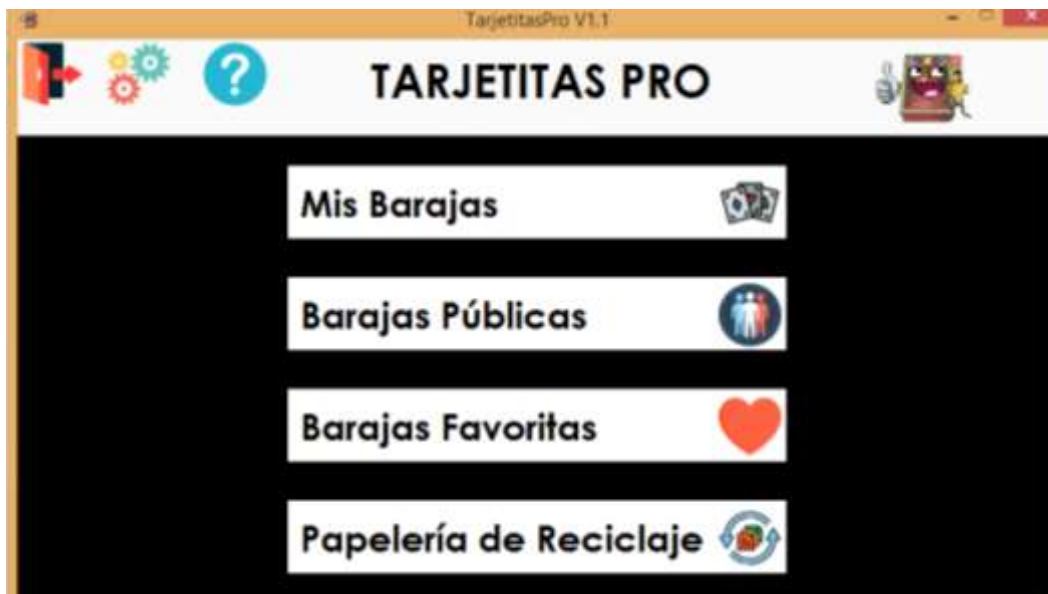 TarjetitasPro V1.1
TARJETITAS PRO
Mis Barajas
Barajas Públicas
Barajas Favoritas
Papelería de Reciclaje